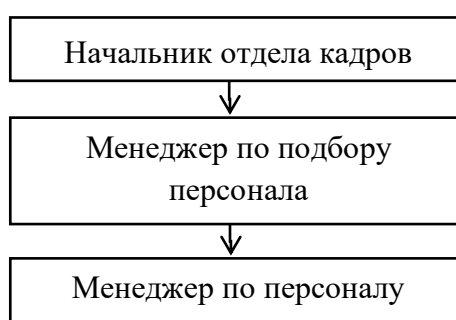 Начальник отдела кадров
Менеджер по подбору
персонала
Менеджер по персоналу